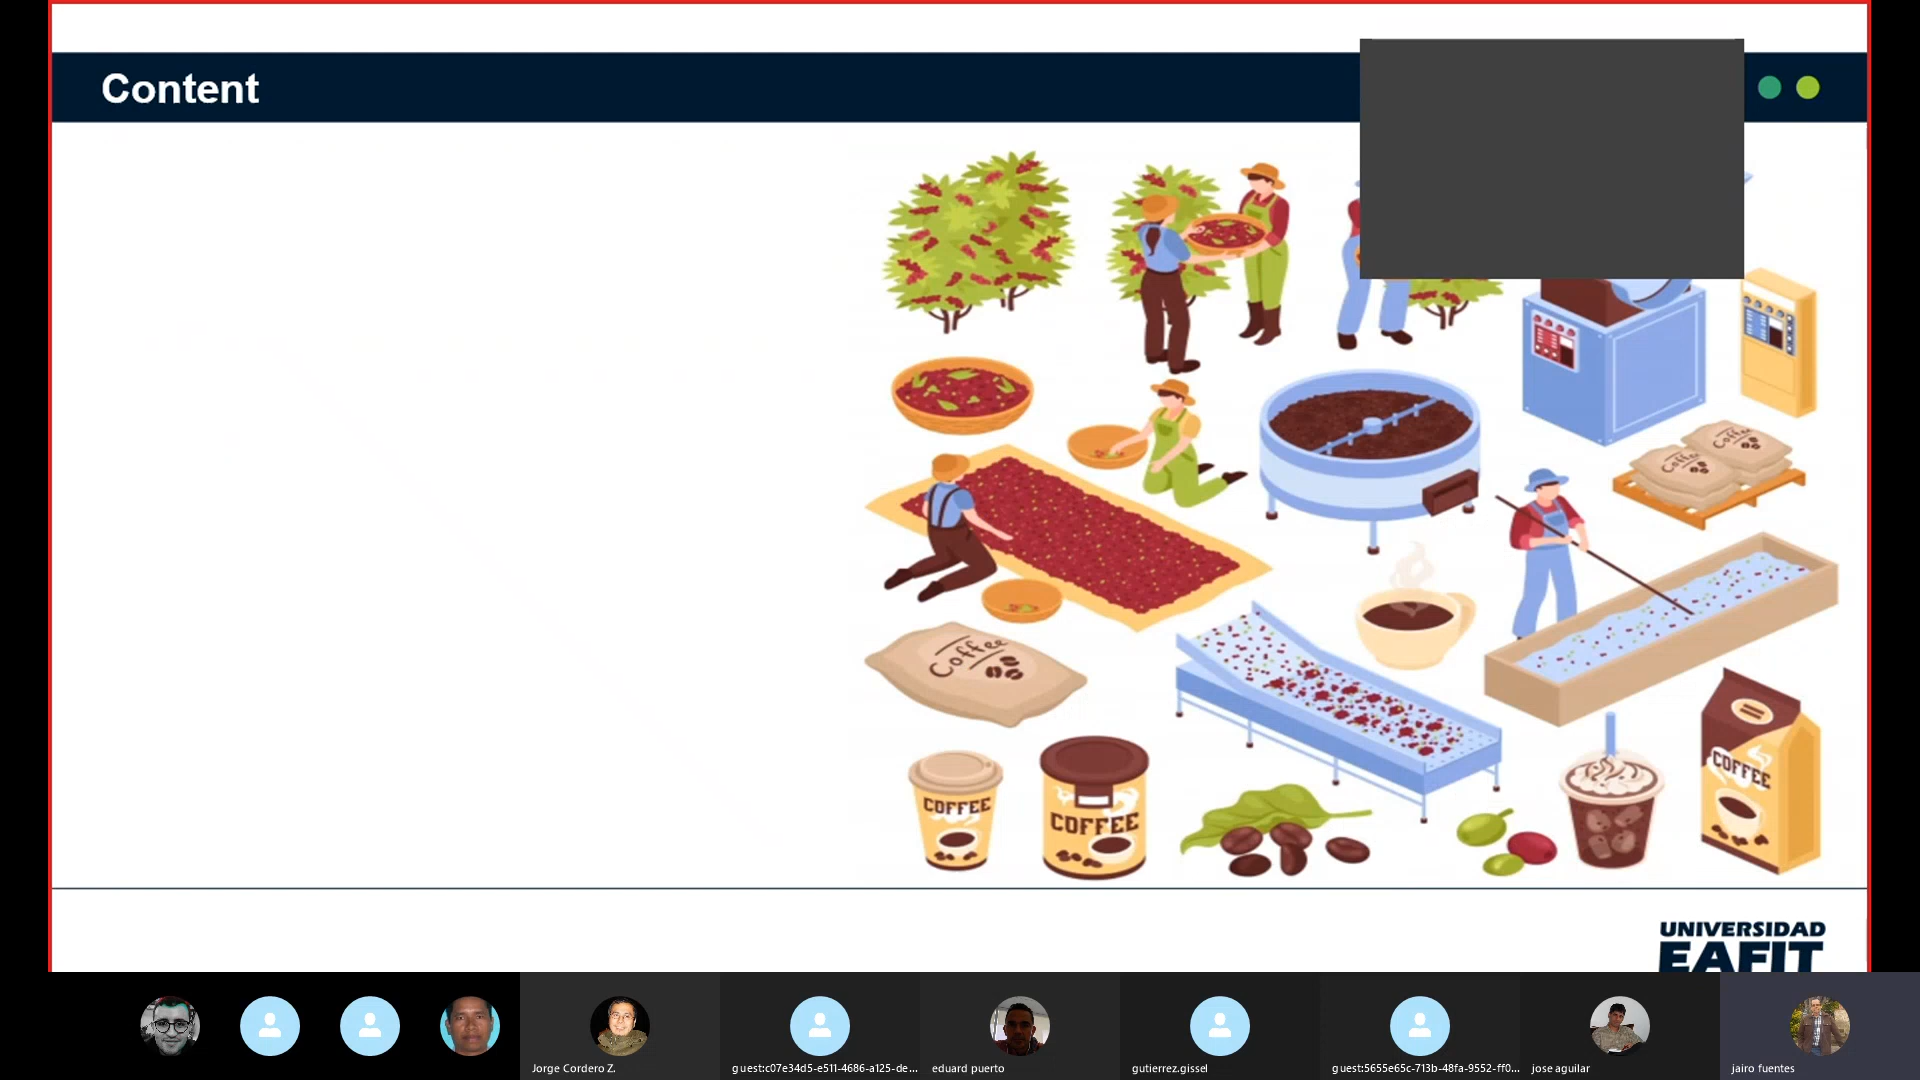 Content
Coffee
Coffee
Coffee
COFFEE
COFFEE
COFFEE
UNIVERSIDAD
EAFIT
Jorge Cordero Z.
guest:c07e34d5-e511-4686-a125-de...
eduard puerto
gutierrez.gissel
guest:5655e65c-713b-48fa-9552-ff0...
jose aguilar
jairo fuentes